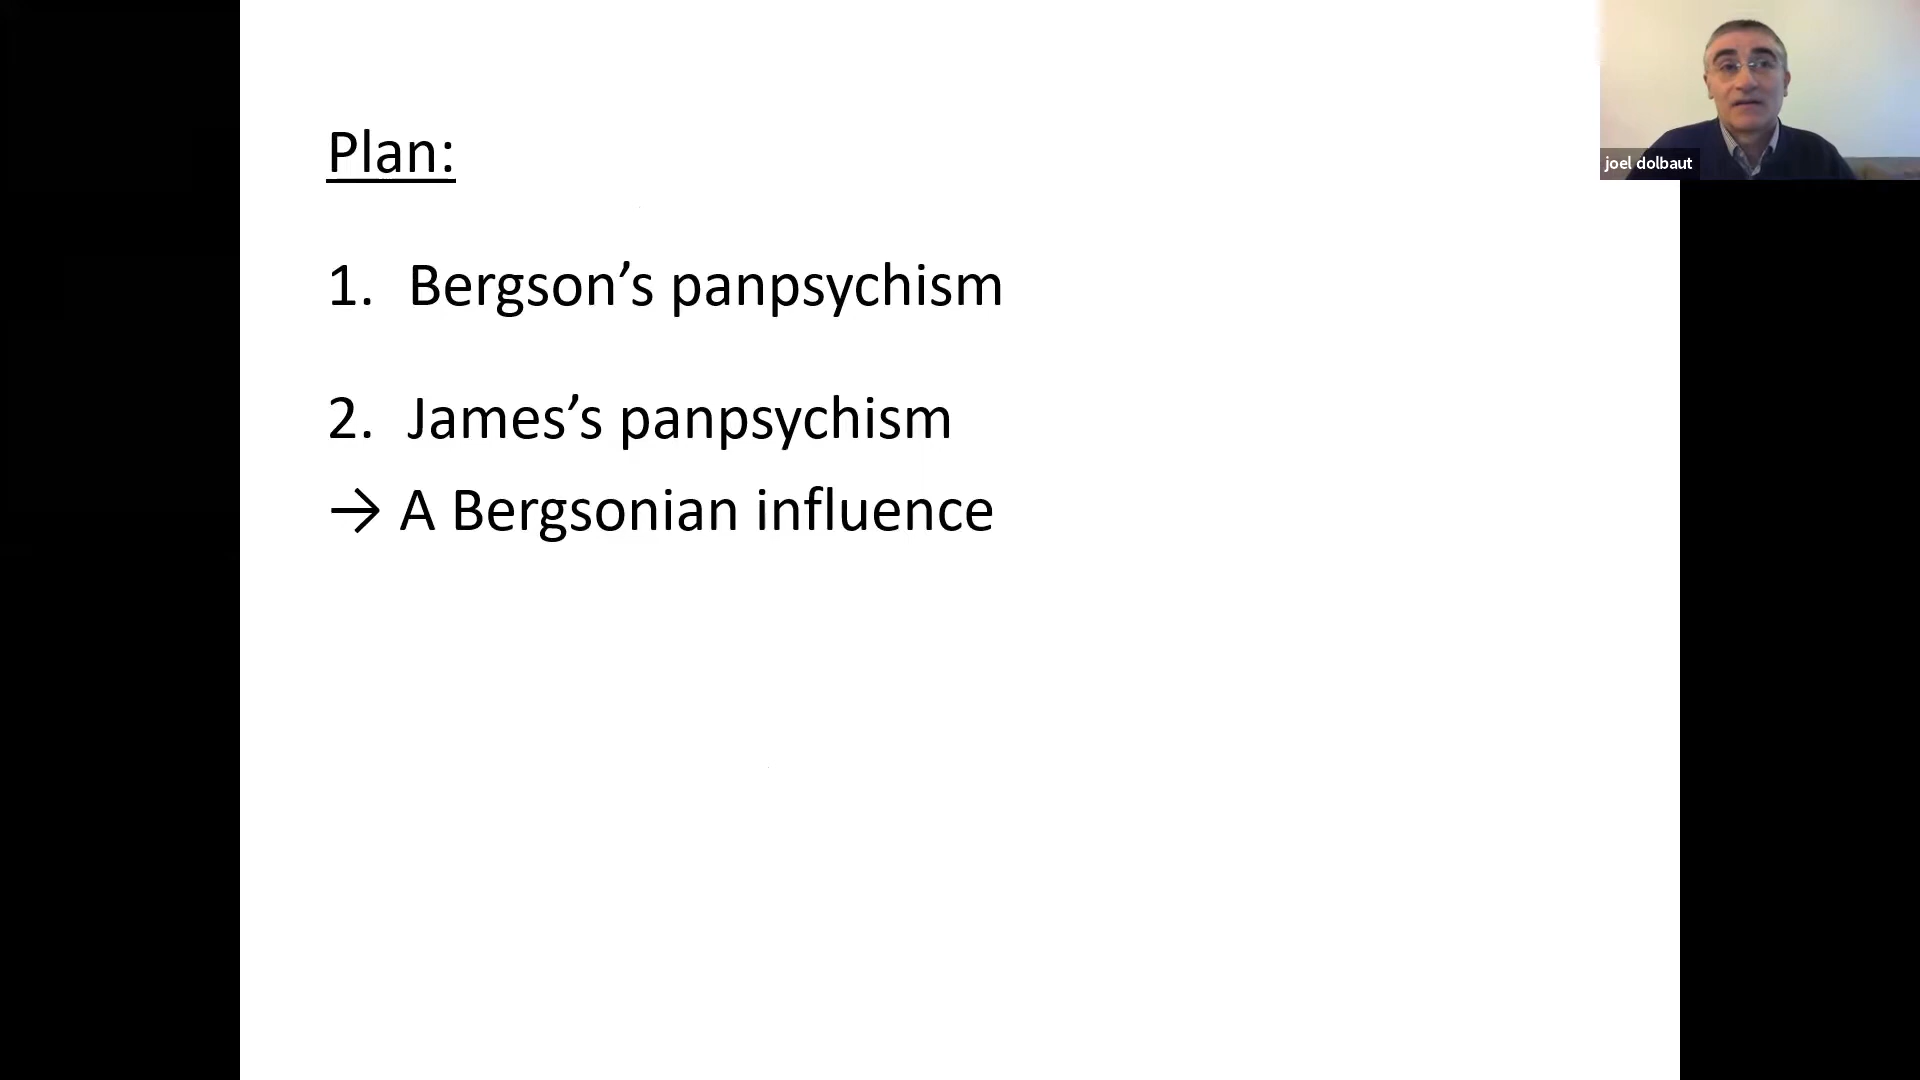 Plan:
1. Bergson’s panpsychism
2. James’s panpsychism
→ A Bergsonian influence
joel dolbaut